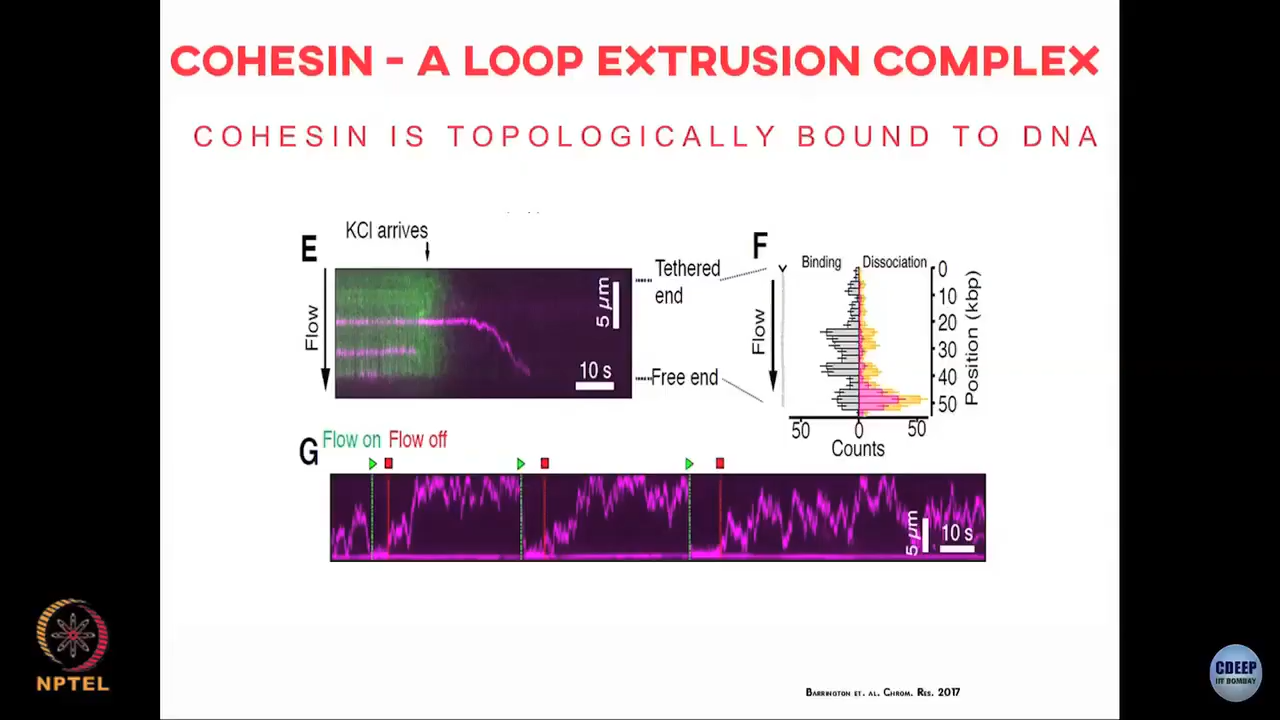 COHESIN - A LOOP EXTRUSION COMPLEX
COHESIN IS TOPOLOGICALLY BOUND TO DNA
E
KCl arrives
Flow
5 µm
10 s
Tethered
end
Free end
F
Binding
Dissociation
Flow
0
10
20
30
40
50
Position (kbp)
50
0
50
Counts
G
Flow on
Flow off
5 µm
10 s
BARRINGTON ET. AL. CHROM. RES. 2017
NPTEL
CDEEP
IIT BOMBAY